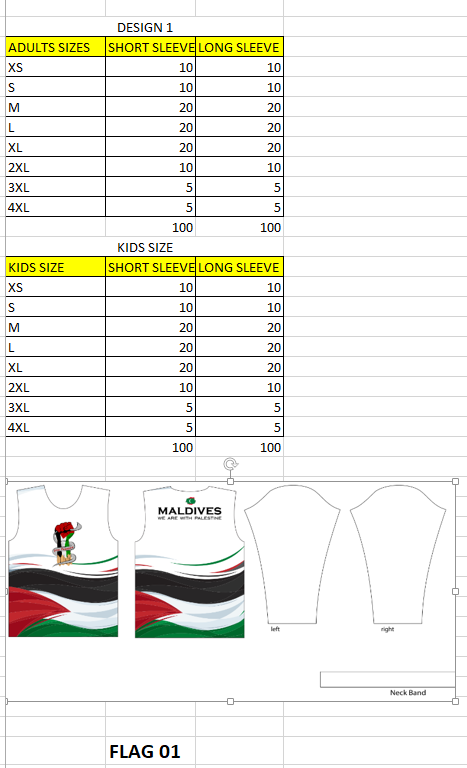 DESIGN 1
ADULTS SIZES SHORT SLEEVE LONG SLEEVE
XS 10 10
S 10 10
M 20 20
L 20 20
XL 20 20
2XL 10 10
3XL 5 5
4XL 5 5
100 100
KIDS SIZE
KIDS SIZE SHORT SLEEVE LONG SLEEVE
XS 10 10
S 10 10
M 20 20
L 20 20
XL 20 20
2XL 10 10
3XL 5 5
4XL 5 5
100 100
MALDIVES
WE ARE WITH PALESTINE
left right
Neck Band
FLAG 01